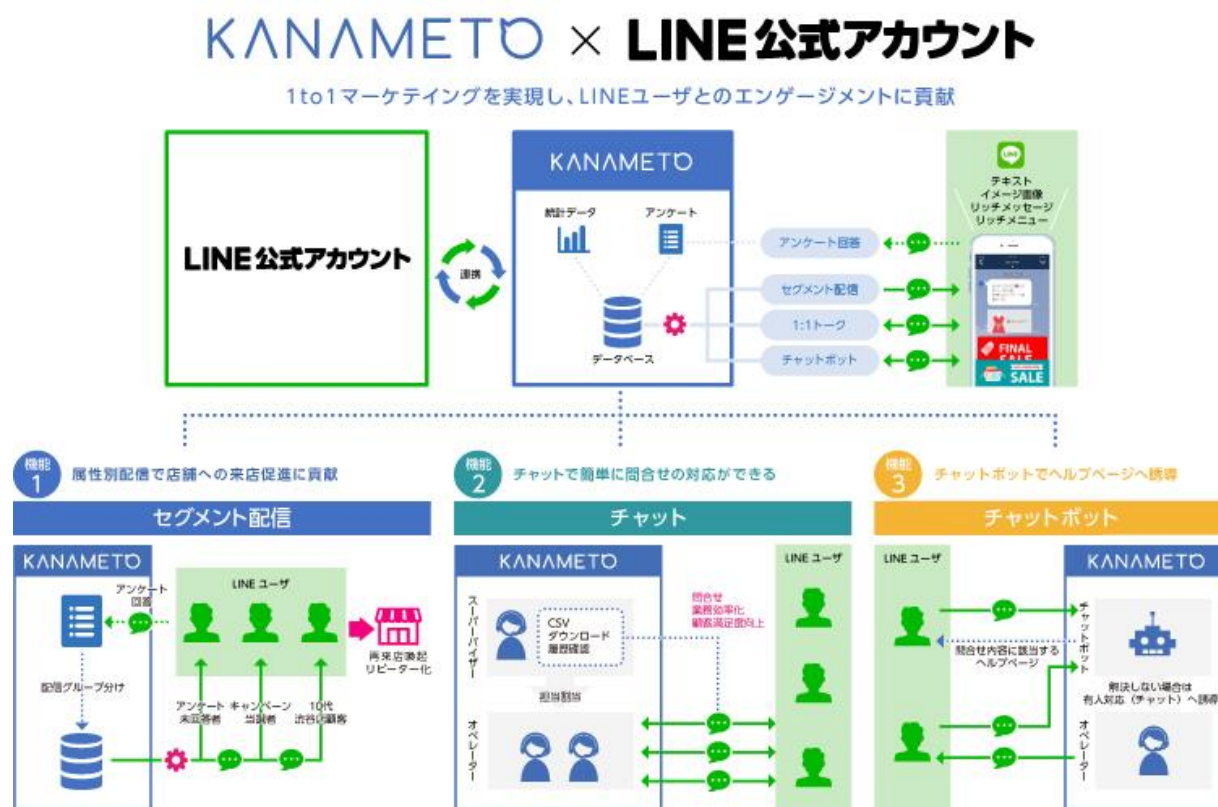 KANAMETO × LINE公式アカウント
1to1マーケテイングを実現し、LINEユーザとのエンゲージメントに貢献
LINE公式アカウント
連携
KANAMETO
統計データ
アンケート
データベース
アンケート回答
セグメント配信
1:1トーク
チャットボット
LINE
テキスト
イメージ画像
リッチメッセージ
リッチメニュー
FINAL
SALE
SALE
機能
1
属性別配信で店舗への来店促進に貢献
セグメント配信
KANAMETO
アンケート
回答
配信グループ分け
LINE ユーザ
アンケート
未回答者
キャンペーン
当選者
10代
渋谷区顧客
再来店喚起
リピーター化
機能
2
チャットで簡単に問合せの対応ができる
チャット
KANAMETO
スーパーバイザー
CSV
ダウンロード
履歴確認
担当割当
オペレーター
問合せ
業務効率化
顧客満足度向上
LINE ユーザ
機能
3
チャットボットでヘルプページへ誘導
チャットボット
LINE ユーザ
KANAMETO
チャットボット
問合せ内容に該当する
ヘルプページ
解決しない場合は
有人対応（チャット）へ誘導
オペレーター